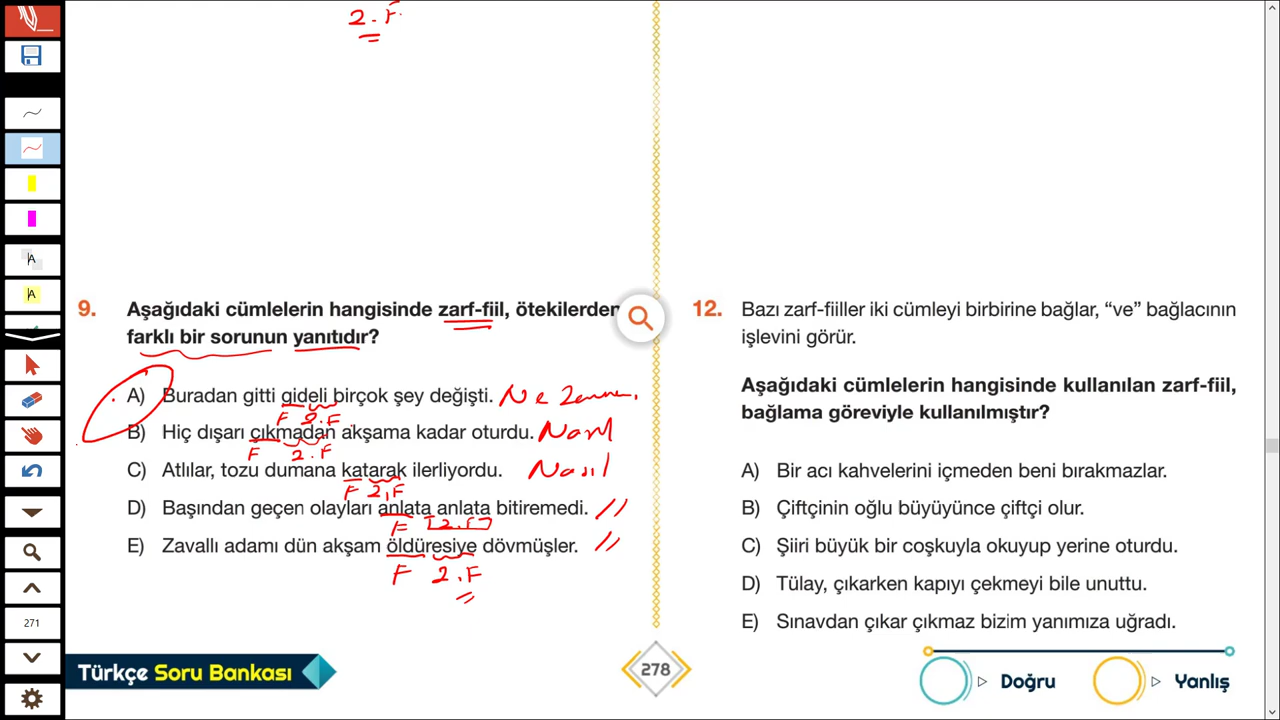 2. F
9. Aşağıdaki cümlelerin hangisinde zarf-fiil, ötekilerden
farklı bir sorunun yanıtıdır?
A) Buradan gitti gideli birçok şey değişti. Ne Zaman
F Z.F
B) Hiç dışarı çıkmadan akşama kadar oturdu. Nasıl
F 2.F
C) Atlılar, tozu dumana katarak ilerliyordu. Nasıl
F 2.F
D) Başından geçen olayları anlata anlata bitiremedi. //
F 2.F
E) Zavallı adamı dün akşam öldüresiye dövmüşler. //
F 2.F
12. Bazı zarf-fiiller iki cümleyi birbirine bağlar, “ve” bağlacının
işlevini görür.
Aşağıdaki cümlelerin hangisinde kullanılan zarf-fiil,
bağlama göreviyle kullanılmıştır?
A) Bir acı kahvelerini içmeden beni bırakmazlar.
B) Çiftçinin oğlu büyüyünce çiftçi olur.
C) Şiiri büyük bir coşkuyla okuyup yerine oturdu.
D) Tülay, çıkarken kapıyı çekmeyi bile unuttu.
E) Sınavdan çıkar çıkmaz bizim yanımıza uğradı.
Türkçe Soru Bankası
278
Doğru
Yanlış
A
A
271